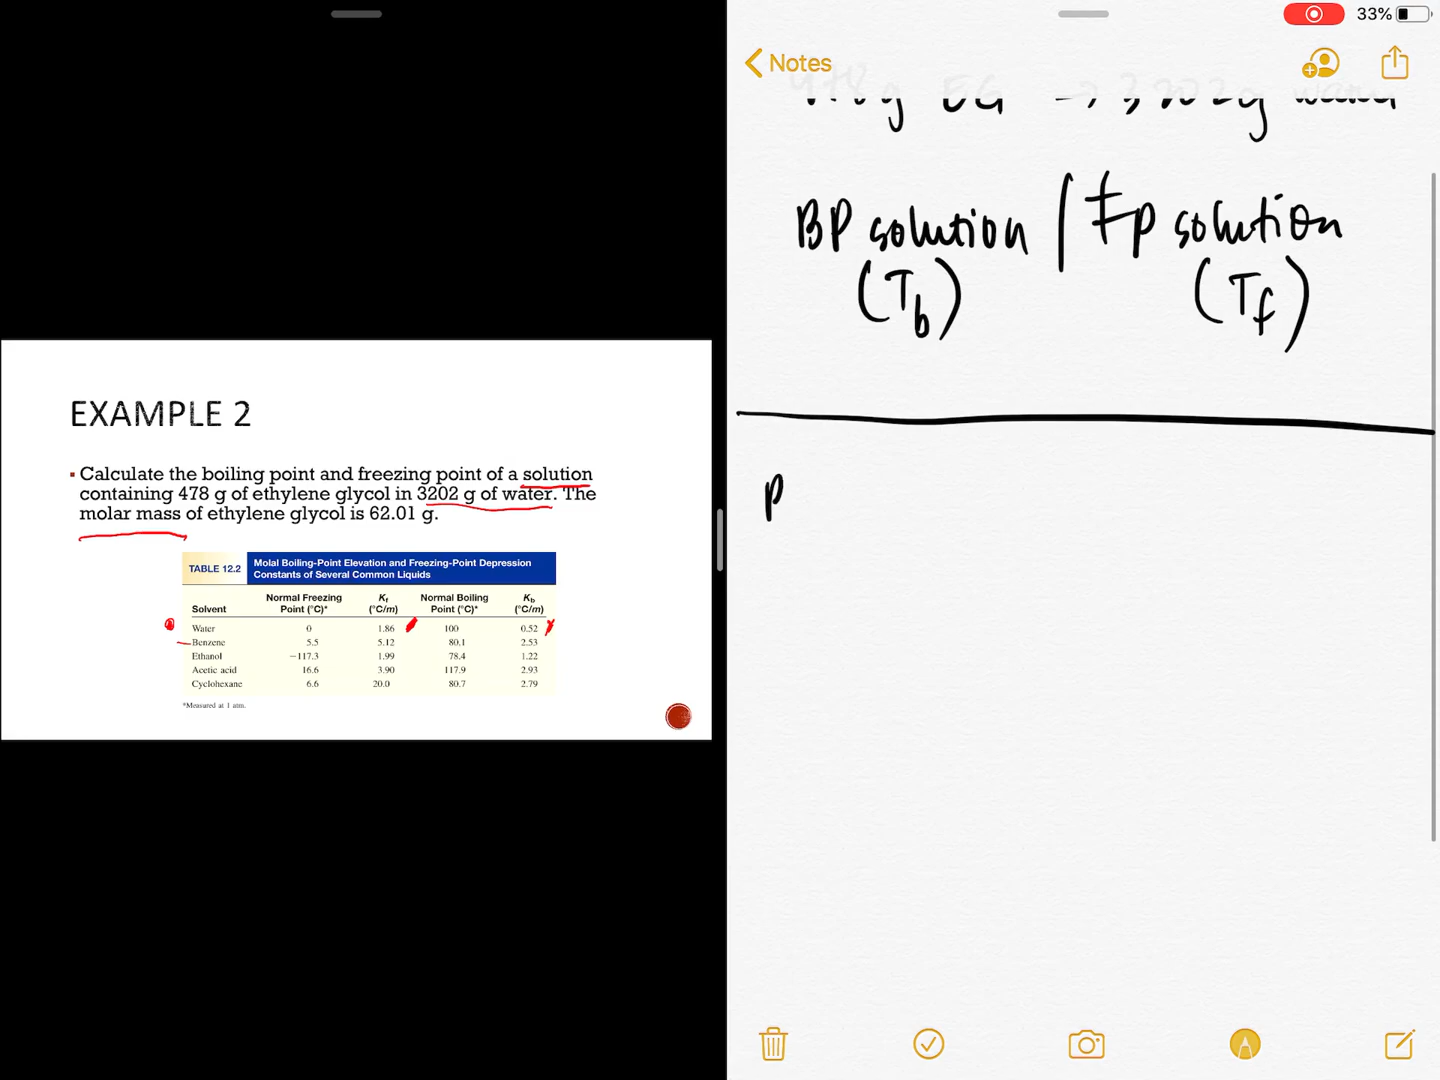 EXAMPLE 2
▪ Calculate the boiling point and freezing point of a solution
containing 478 g of ethylene glycol in 3202 g of water. The
molar mass of ethylene glycol is 62.01 g.
TABLE 12.2 Molal Boiling-Point Elevation and Freezing-Point Depression
Constants of Several Common Liquids
Normal Freezing Kf Normal Boiling Kb
Solvent Point (°C)* (°C/m) Point (°C)* (°C/m)
Water 0 1.86 100 0.52
Benzene 5.5 5.12 80.1 2.53
Ethanol −117.3 1.99 78.4 1.22
Acetic acid 16.6 3.90 117.9 2.93
Cyclohexane 6.6 20.0 80.7 2.79
*Measured at 1 atm.
33%
Notes
478g EG → 3202g water
BP solution / Fp solution
(Tb) (Tf)
P